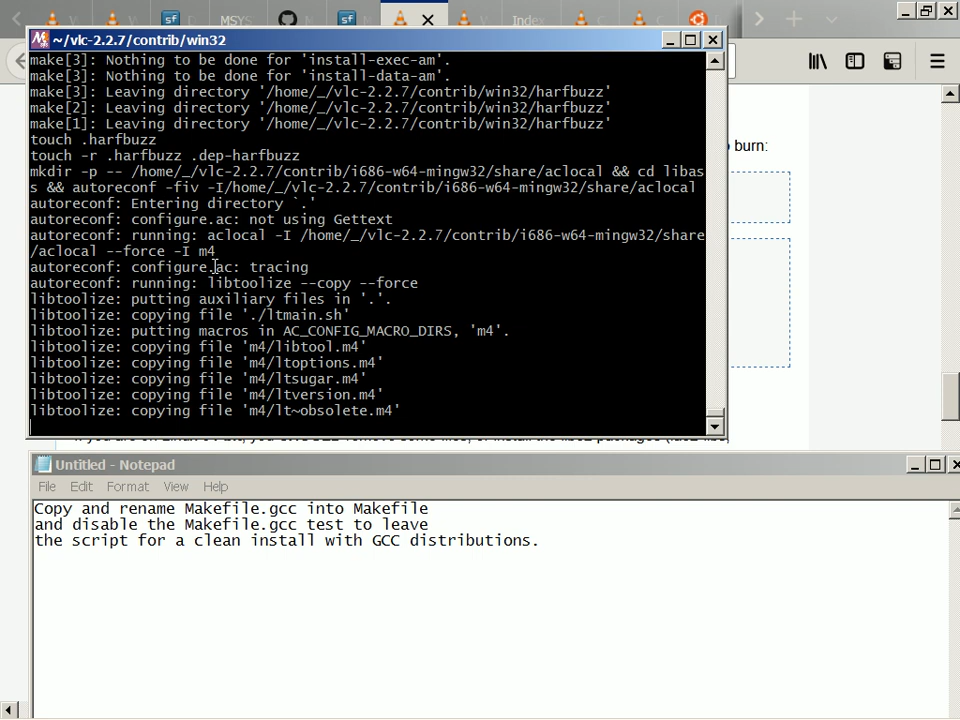 MSYS
Index
~/vlc-2.2.7/contrib/win32
make[3]: Nothing to be done for 'install-exec-am'.
make[3]: Nothing to be done for 'install-data-am'.
make[3]: Leaving directory '/home/_/vlc-2.2.7/contrib/win32/harfbuzz'
make[2]: Leaving directory '/home/_/vlc-2.2.7/contrib/win32/harfbuzz'
make[1]: Leaving directory '/home/_/vlc-2.2.7/contrib/win32/harfbuzz'
touch .harfbuzz
touch -r .harfbuzz .dep-harfbuzz
mkdir -p -- /home/_/vlc-2.2.7/contrib/i686-w64-mingw32/share/aclocal && cd libas
s && autoreconf -fiv -I/home/_/vlc-2.2.7/contrib/i686-w64-mingw32/share/aclocal
autoreconf: Entering directory `.'
autoreconf: configure.ac: not using Gettext
autoreconf: running: aclocal -I /home/_/vlc-2.2.7/contrib/i686-w64-mingw32/share
/aclocal --force -I m4
autoreconf: configure.ac: tracing
autoreconf: running: libtoolize --copy --force
libtoolize: putting auxiliary files in '.'.
libtoolize: copying file './ltmain.sh'
libtoolize: putting macros in AC_CONFIG_MACRO_DIRS, 'm4'.
libtoolize: copying file 'm4/libtool.m4'
libtoolize: copying file 'm4/ltoptions.m4'
libtoolize: copying file 'm4/ltsugar.m4'
libtoolize: copying file 'm4/ltversion.m4'
libtoolize: copying file 'm4/lt~obsolete.m4'
burn:
Untitled - Notepad
File Edit Format View Help
Copy and rename Makefile.gcc into Makefile
and disable the Makefile.gcc test to leave
the script for a clean install with GCC distributions.